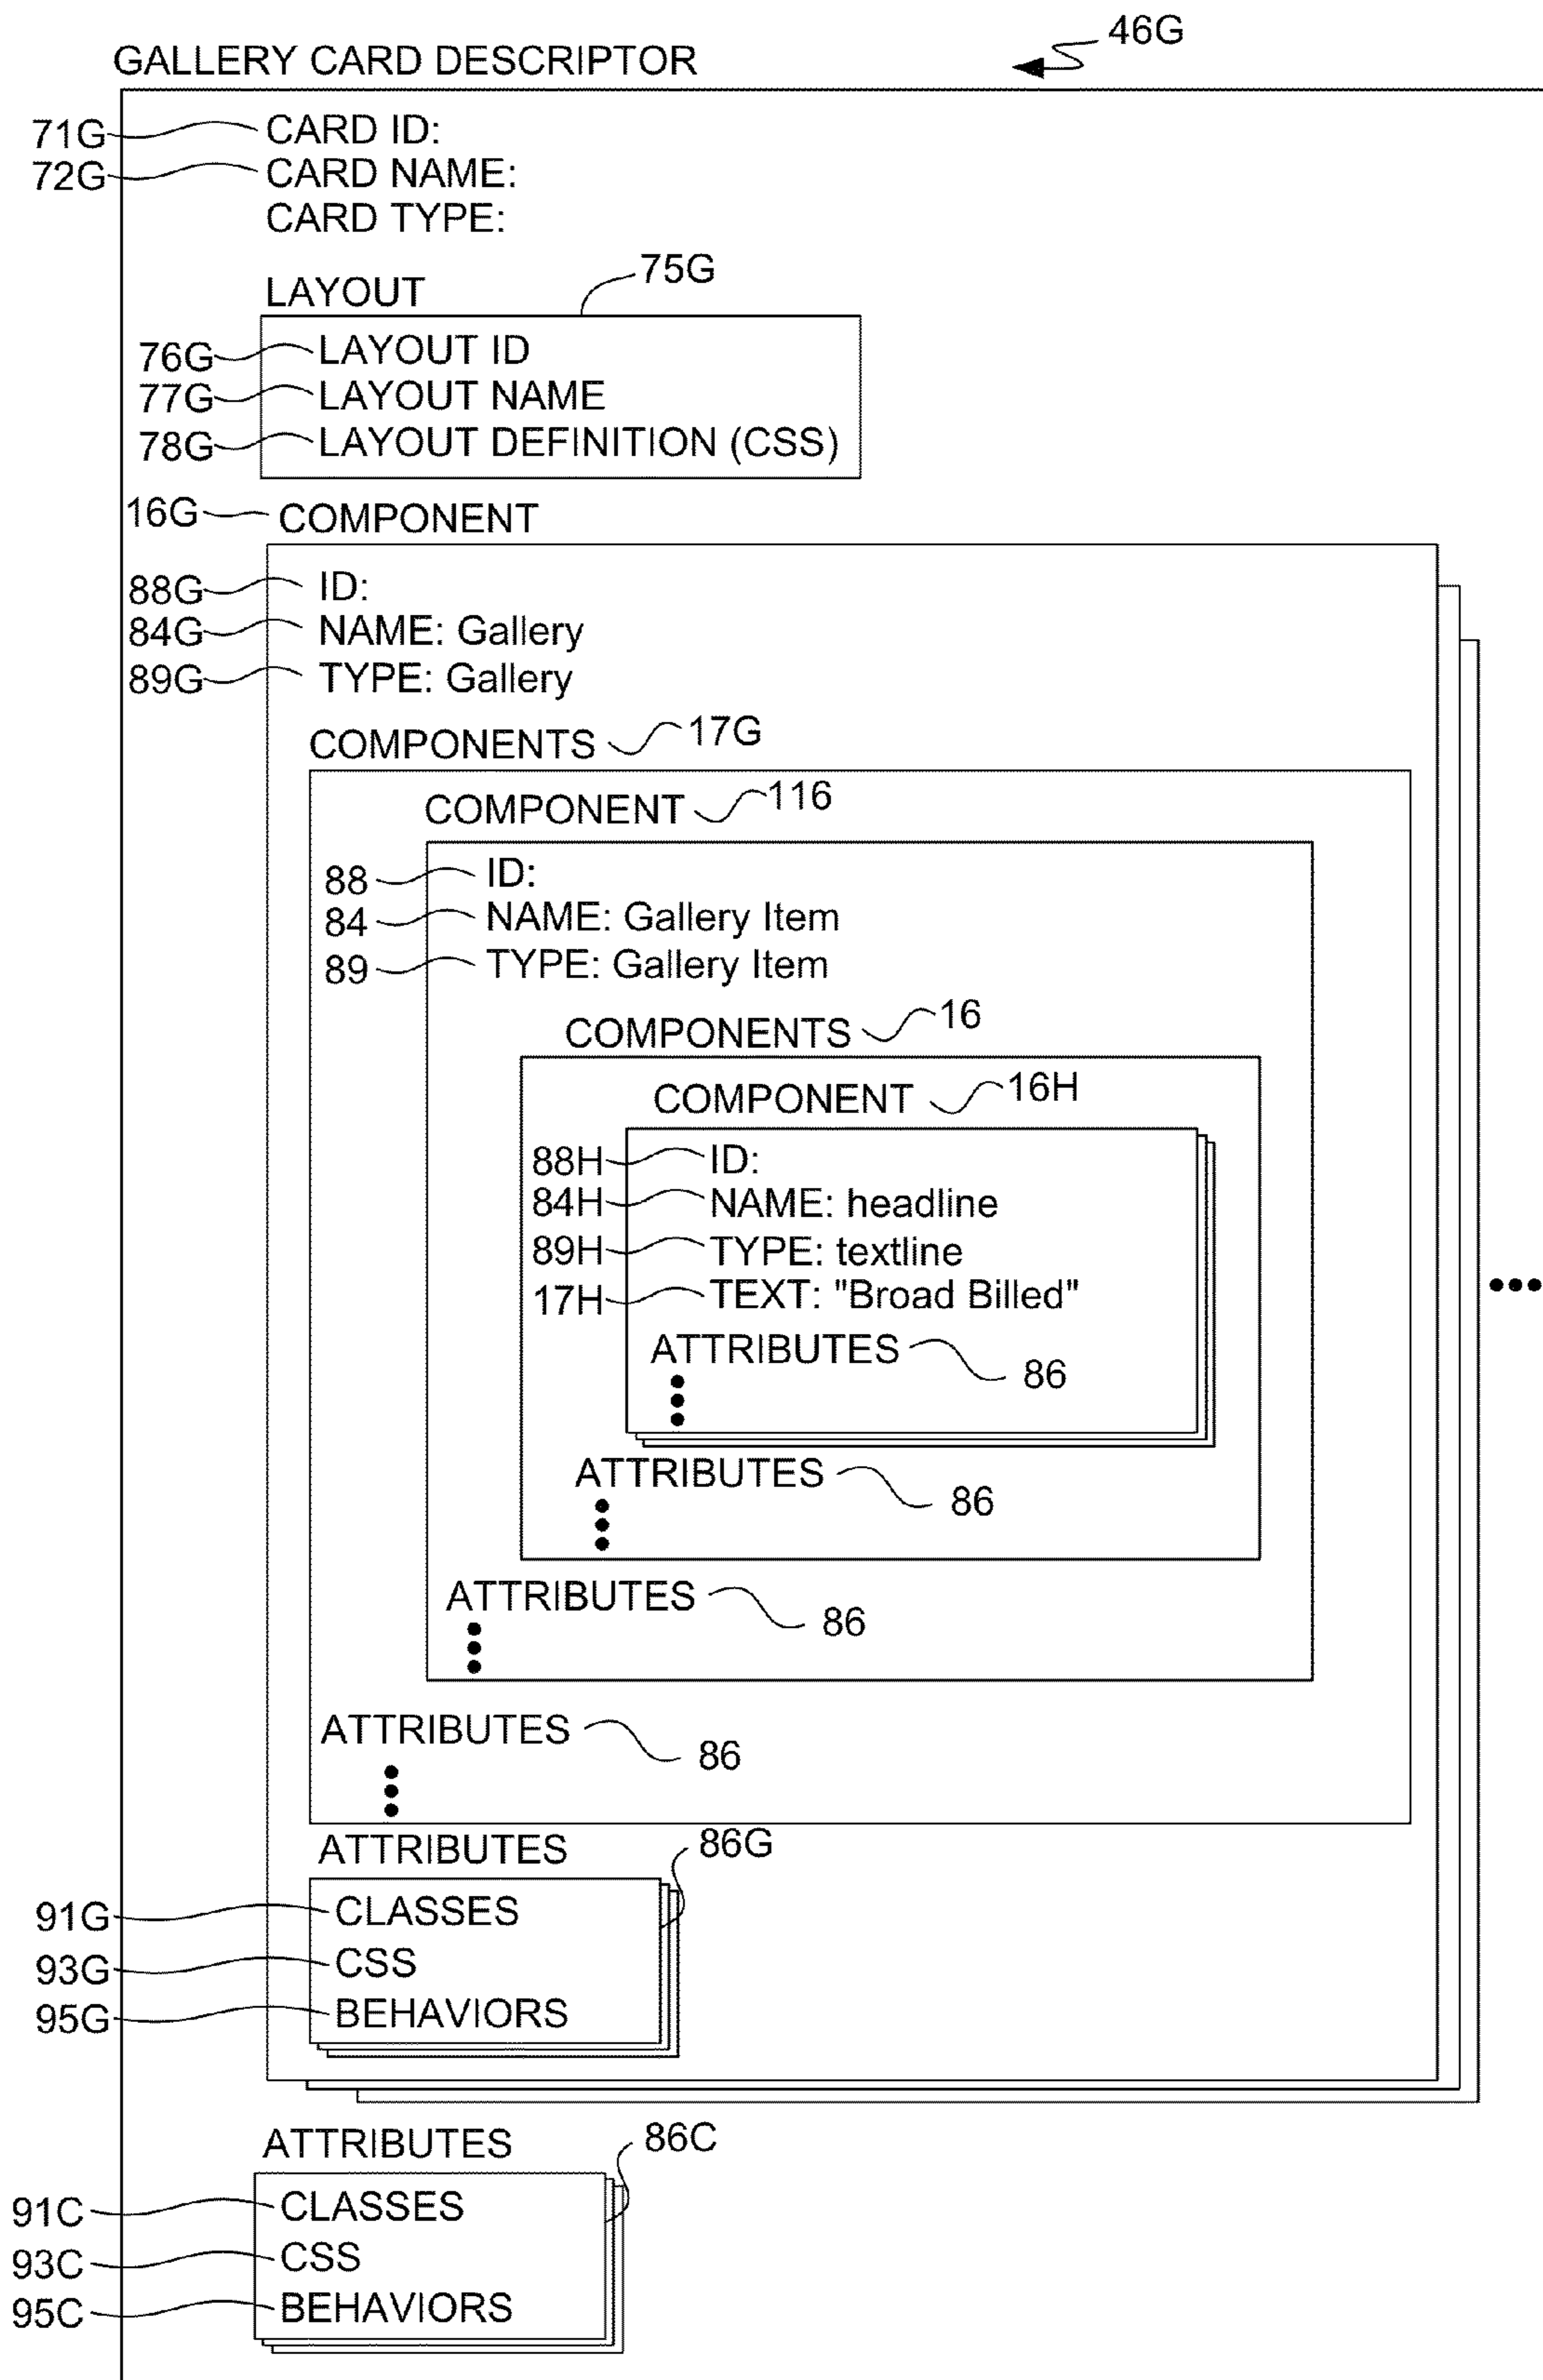 46G
GALLERY CARD DESCRIPTOR
71G CARD ID:
72G CARD NAME:
CARD TYPE:
75G
LAYOUT
76G LAYOUT ID
77G LAYOUT NAME
78G LAYOUT DEFINITION (CSS)
16G COMPONENT
88G ID:
84G NAME: Gallery
89G TYPE: Gallery
COMPONENTS 17G
COMPONENT 116
88 ID:
84 NAME: Gallery Item
89 TYPE: Gallery Item
COMPONENTS 16
COMPONENT 16H
88H ID:
84H NAME: headline
89H TYPE: textline
17H TEXT: "Broad Billed"
ATTRIBUTES 86
ATTRIBUTES 86
ATTRIBUTES 86
ATTRIBUTES 86
ATTRIBUTES 86G
91G CLASSES
93G CSS
95G BEHAVIORS
ATTRIBUTES 86C
91C CLASSES
93C CSS
95C BEHAVIORS